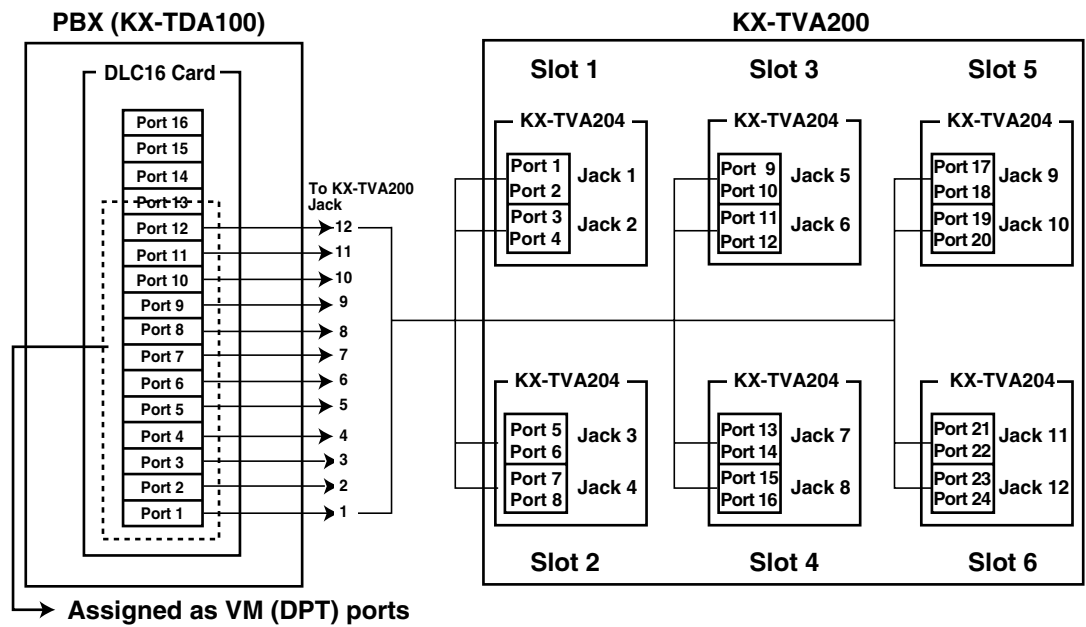 PBX (KX-TDA100)
DLC16 Card
Port 16
Port 15
Port 14
Port 13
Port 12
Port 11
Port 10
Port 9
Port 8
Port 7
Port 6
Port 5
Port 4
Port 3
Port 2
Port 1
To KX-TVA200
Jack
12
11
10
9
8
7
6
5
4
3
2
1
Assigned as VM (DPT) ports
KX-TVA200
Slot 1
KX-TVA204
Port 1
Port 2
Jack 1
Port 3
Port 4
Jack 2
Slot 3
KX-TVA204
Port 9
Port 10
Jack 5
Port 11
Port 12
Jack 6
Slot 5
KX-TVA204
Port 17
Port 18
Jack 9
Port 19
Port 20
Jack 10
KX-TVA204
Port 5
Port 6
Jack 3
Port 7
Port 8
Jack 4
Slot 2
KX-TVA204
Port 13
Port 14
Jack 7
Port 15
Port 16
Jack 8
Slot 4
KX-TVA204
Port 21
Port 22
Jack 11
Port 23
Port 24
Jack 12
Slot 6